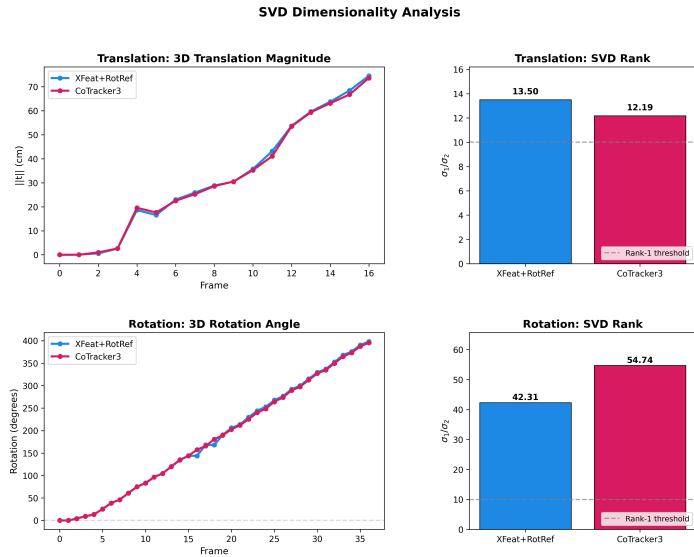 SVD Dimensionality Analysis
Translation: 3D Translation Magnitude
XFeat+RotRef
CoTracker3
||t|| (cm)
70
60
50
40
30
20
10
0
0 2 4 6 8 10 12 14 16
Frame
Translation: SVD Rank
σ₁/σ₂
16
14
12
10
8
6
4
2
0
13.50
12.19
Rank-1 threshold
XFeat+RotRef CoTracker3
Rotation: 3D Rotation Angle
XFeat+RotRef
CoTracker3
Rotation (degrees)
400
350
300
250
200
150
100
50
0
0 5 10 15 20 25 30 35
Frame
Rotation: SVD Rank
σ₁/σ₂
60
50
40
30
20
10
0
42.31
54.74
Rank-1 threshold
XFeat+RotRef CoTracker3